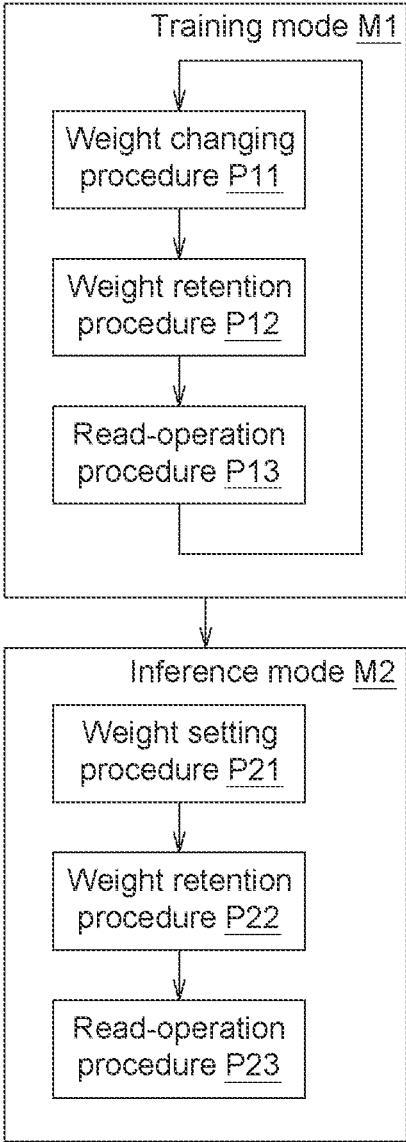 Training mode M1
Weight changing
procedure P11
Weight retention
procedure P12
Read-operation
procedure P13
Inference mode M2
Weight setting
procedure P21
Weight retention
procedure P22
Read-operation
procedure P23